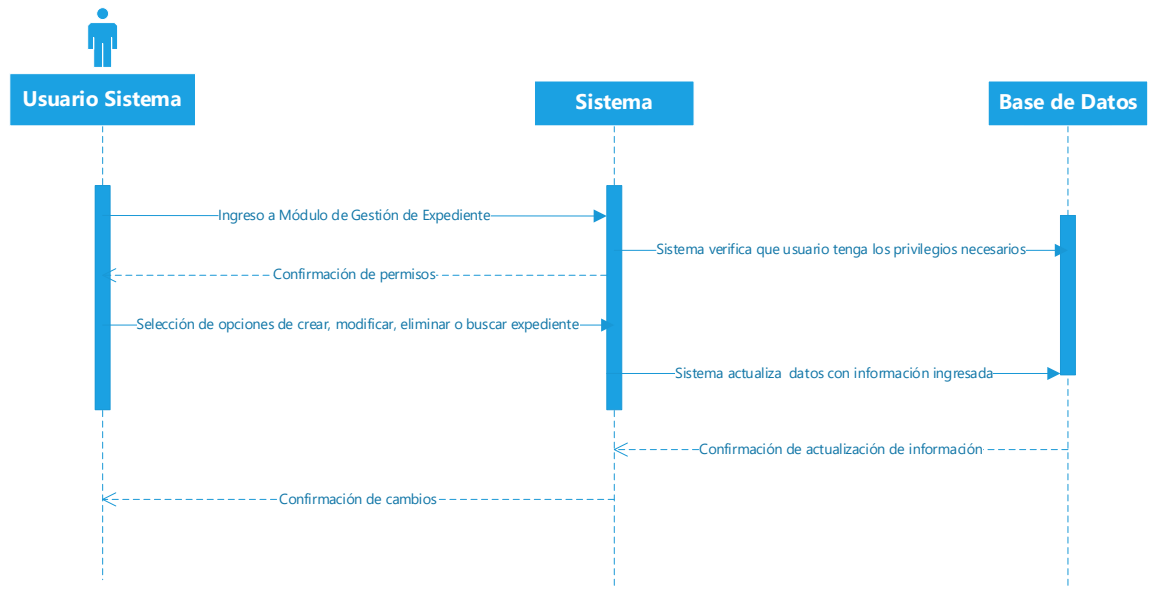 Usuario Sistema
Sistema
Base de Datos
Ingreso a Módulo de Gestión de Expediente
Sistema verifica que usuario tenga los privilegios necesarios
Confirmación de permisos
Selección de opciones de crear, modificar, eliminar o buscar expediente
Sistema actualiza datos con información ingresada
Confirmación de actualización de información
Confirmación de cambios